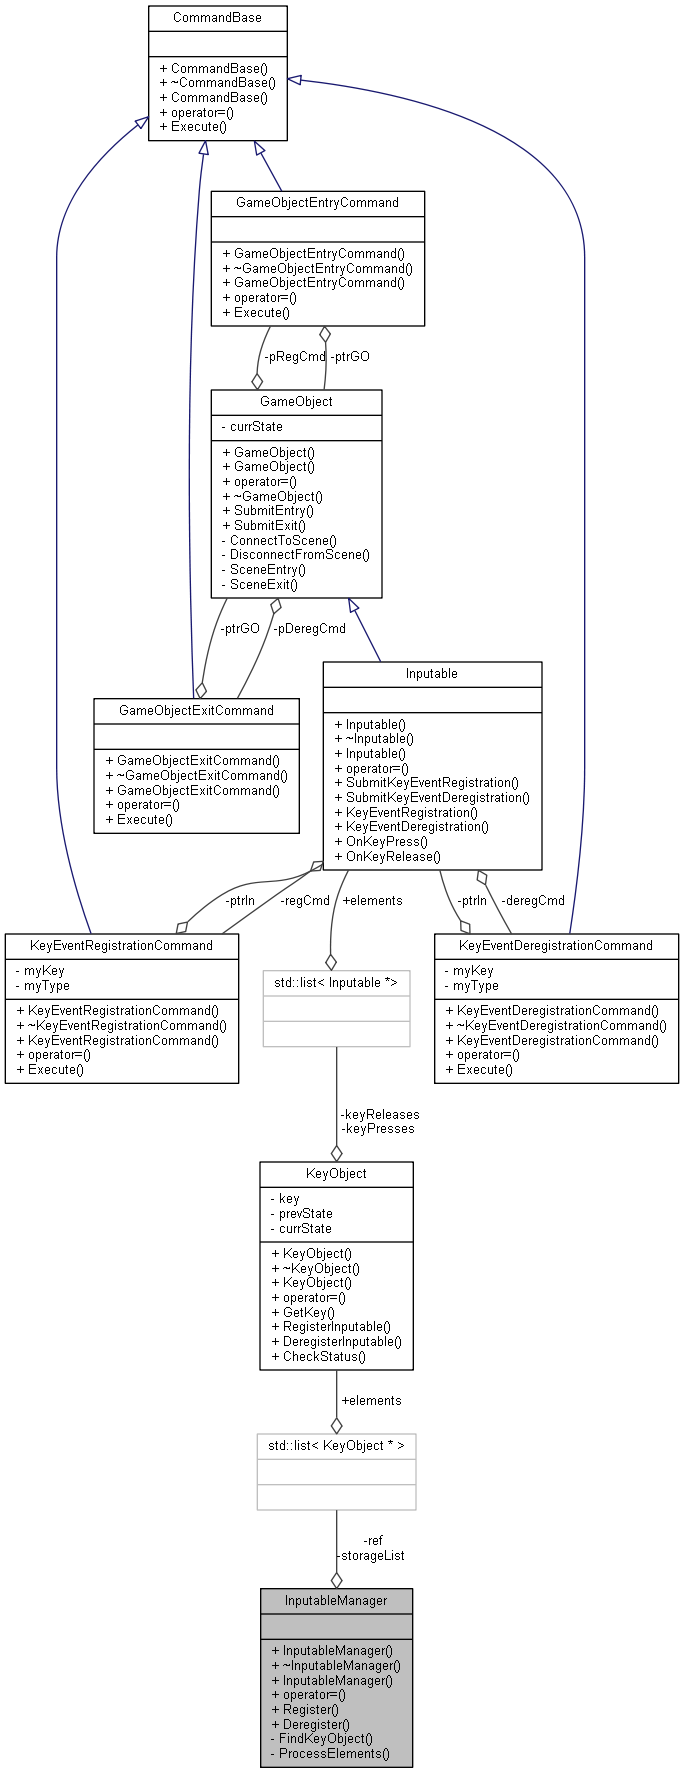 CommandBase
+ CommandBase()
+ ~CommandBase()
+ CommandBase()
+ operator=()
+ Execute()
GameObjectEntryCommand
+ GameObjectEntryCommand()
+ ~GameObjectEntryCommand()
+ GameObjectEntryCommand()
+ operator=()
+ Execute()
-pRegCmd
-ptrGO
GameObject
- currState
+ GameObject()
+ GameObject()
+ operator=()
+ ~GameObject()
+ SubmitEntry()
+ SubmitExit()
- ConnectToScene()
- DisconnectFromScene()
- SceneEntry()
- SceneExit()
-ptrGO
-pDeregCmd
Inputable
+ Inputable()
+ ~Inputable()
+ Inputable()
+ operator=()
+ SubmitKeyEventRegistration()
+ SubmitKeyEventDeregistration()
+ KeyEventRegistration()
+ KeyEventDeregistration()
+ OnKeyPress()
+ OnKeyRelease()
GameObjectExitCommand
+ GameObjectExitCommand()
+ ~GameObjectExitCommand()
+ GameObjectExitCommand()
+ operator=()
+ Execute()
-ptrIn
-regCmd
+elements
-ptrIn
-deregCmd
KeyEventRegistrationCommand
- myKey
- myType
+ KeyEventRegistrationCommand()
+ ~KeyEventRegistrationCommand()
+ KeyEventRegistrationCommand()
+ operator=()
+ Execute()
std::list< Inputable *>
KeyEventDeregistrationCommand
- myKey
- myType
+ KeyEventDeregistrationCommand()
+ ~KeyEventDeregistrationCommand()
+ KeyEventDeregistrationCommand()
+ operator=()
+ Execute()
-keyReleases
-keyPresses
KeyObject
- key
- prevState
- currState
+ KeyObject()
+ ~KeyObject()
+ KeyObject()
+ operator=()
+ GetKey()
+ RegisterInputable()
+ DeregisterInputable()
+ CheckStatus()
+elements
std::list< KeyObject * >
-ref
-storageList
InputableManager
+ InputableManager()
+ ~InputableManager()
+ InputableManager()
+ operator=()
+ Register()
+ Deregister()
- FindKeyObject()
- ProcessElements()